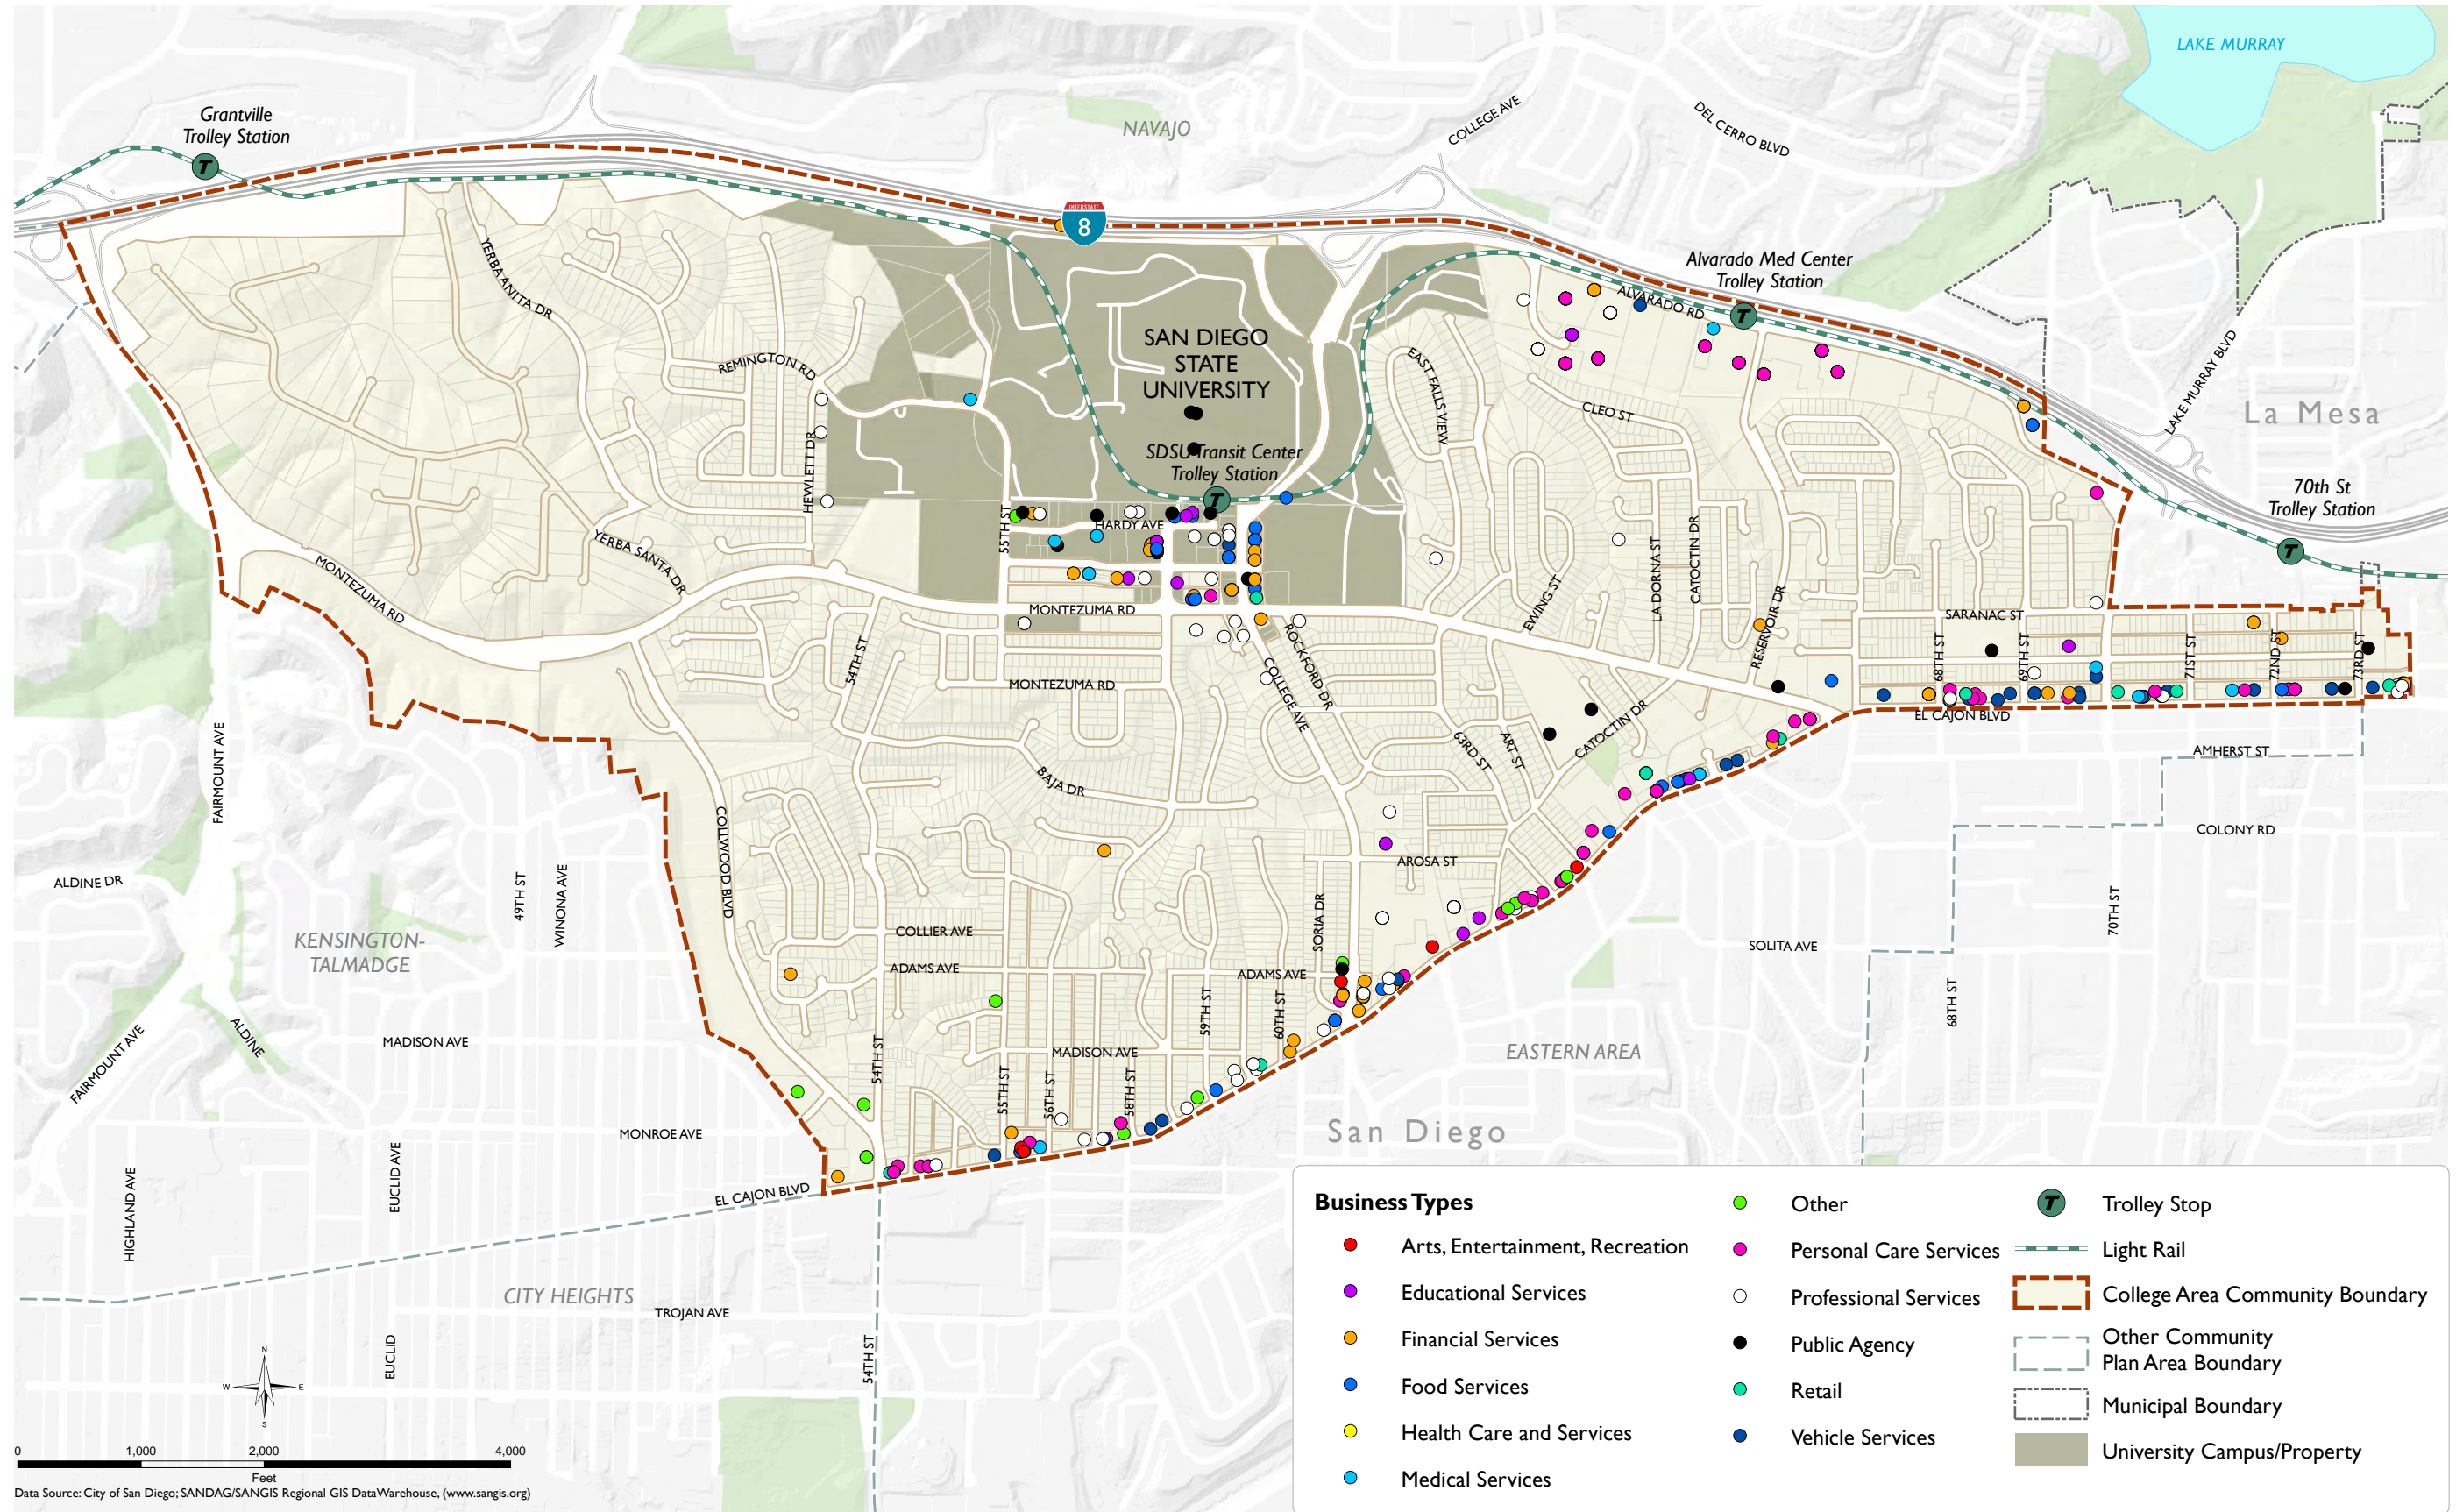 LAKE MURRAY
Grantville
Trolley Station
NAVAJO
COLLEGE AVE
DEL CERRO BLVD
INTERSTATE
8
YERBA ANITA DR
Alvarado Med Center
Trolley Station
ALVARADO RD
T
T
SAN DIEGO
STATE
UNIVERSITY
REMINGTON RD
EAST FALLS VIEW
LAKE MURRAY BLVD
La Mesa
CLEO ST
HEWLETT DR
SDSU Transit Center
Trolley Station
T
70th St
Trolley Station
T
55TH ST
HARDY AVE
YERBA SANTA DR
MONTEZUMA RD
MONTEZUMA RD
LA DORNA ST
CATOCTIN DR
EWING ST
RESERVOIR DR
SARANAC ST
68TH ST
69TH ST
71ST ST
72ND ST
73RD ST
54TH ST
ROCKFORD DR
COLLEGE AVE
MONTEZUMA RD
EL CAJON BLVD
AMHERST ST
CATOCTIN DR
63RD ST
ART ST
BAJA DR
FAIRMOUNT AVE
COLLWOOD BLVD
COLONY RD
AROSA ST
ALDINE DR
49TH ST
WINONA AVE
70TH ST
KENSINGTON-
TALMADGE
COLLIER AVE
SORIA DR
SOLITA AVE
ADAMS AVE
ADAMS AVE
68TH ST
59TH ST
60TH ST
FAIRMOUNT AVE
ALDINE
MADISON AVE
MADISON AVE
54TH ST
55TH ST
56TH ST
58TH ST
EASTERN AREA
San Diego
MONROE AVE
HIGHLAND AVE
EUCLID AVE
EL CAJON BLVD
CITY HEIGHTS
TROJAN AVE
EUCLID
54TH ST
N
W
E
S
0
1,000
2,000
4,000
Feet
Data Source: City of San Diego; SANDAG/SANGIS Regional GIS DataWarehouse, (www.sangis.org)
Business Types
Arts, Entertainment, Recreation
Educational Services
Financial Services
Food Services
Health Care and Services
Medical Services
Other
Personal Care Services
Professional Services
Public Agency
Retail
Vehicle Services
T
Trolley Stop
Light Rail
College Area Community Boundary
Other Community
Plan Area Boundary
Municipal Boundary
University Campus/Property